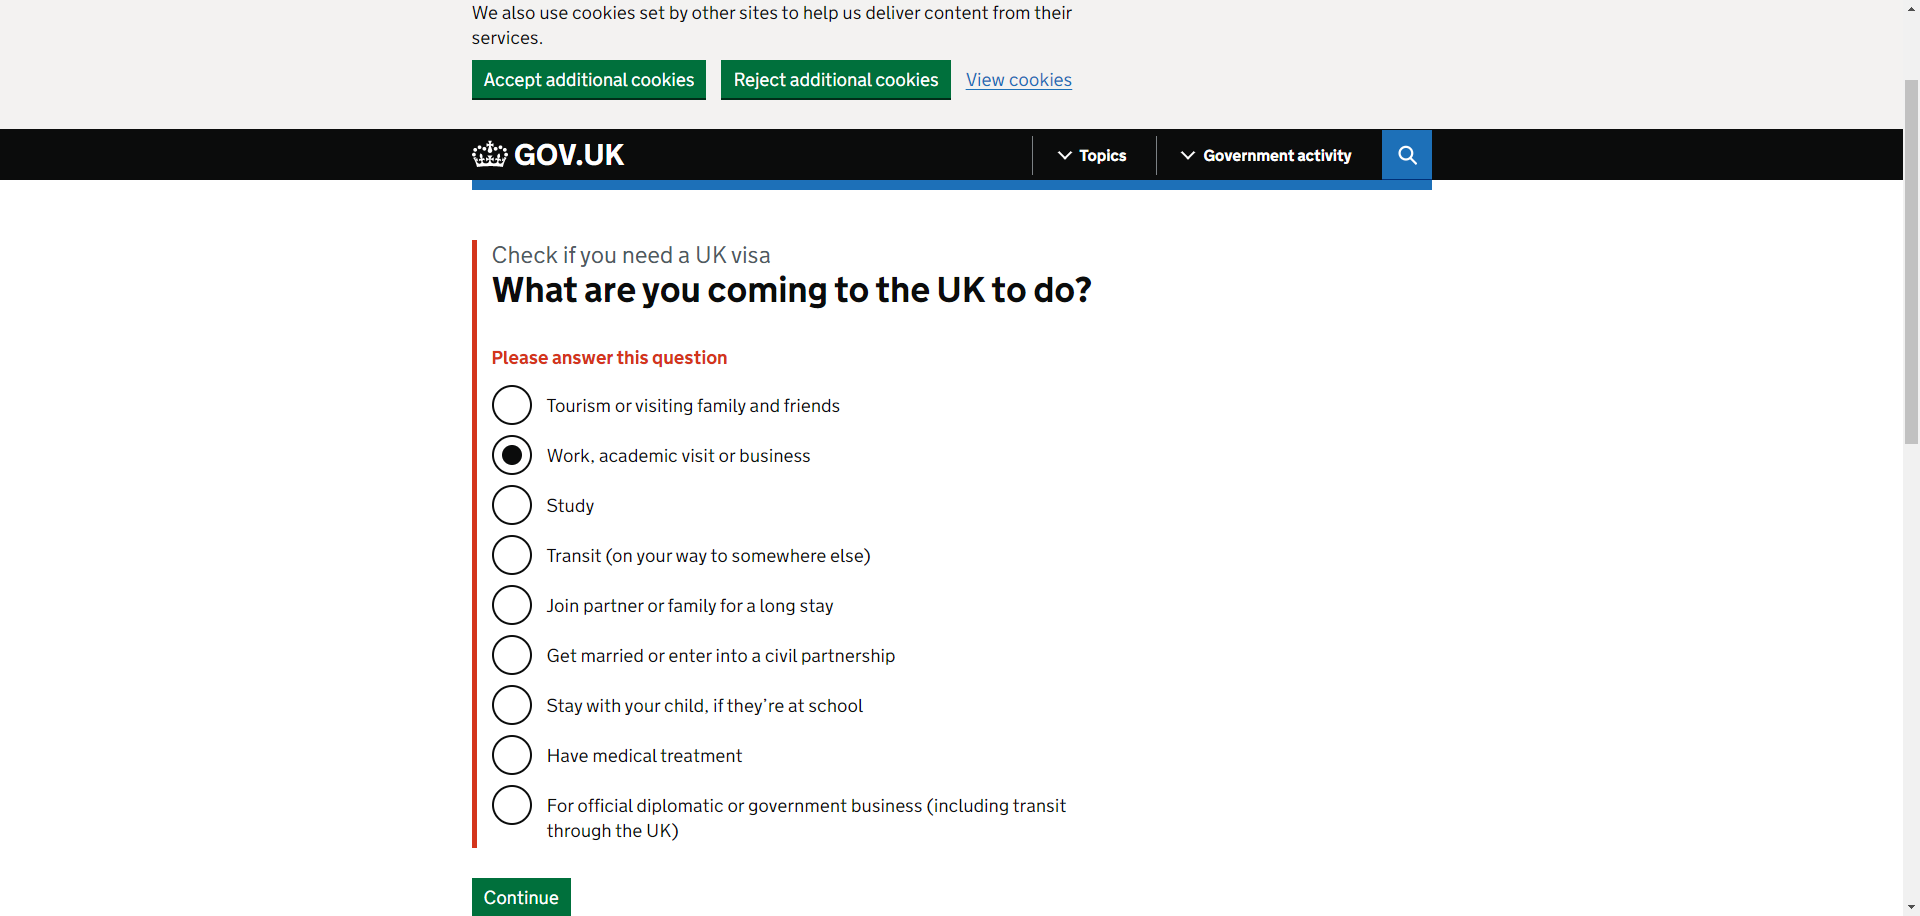 We also use cookies set by other sites to help us deliver content from their
services.
Accept additional cookies
Reject additional cookies
View cookies
GOV.UK
Topics
Government activity
Check if you need a UK visa
What are you coming to the UK to do?
Please answer this question
Tourism or visiting family and friends
Work, academic visit or business
Study
Transit (on your way to somewhere else)
Join partner or family for a long stay
Get married or enter into a civil partnership
Stay with your child, if they’re at school
Have medical treatment
For official diplomatic or government business (including transit
through the UK)
Continue